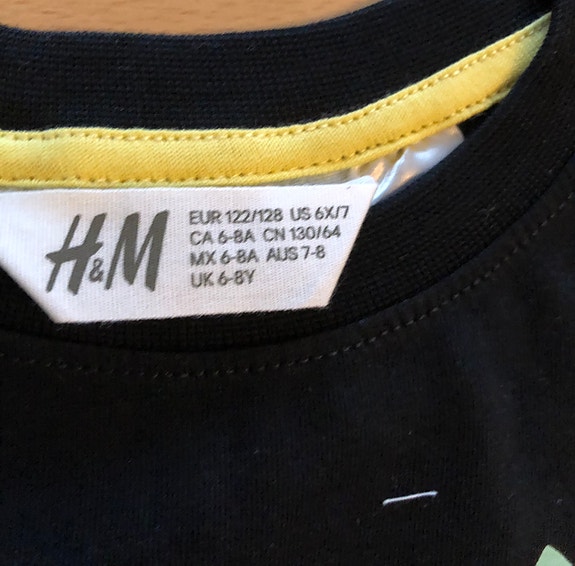 H&M
EUR 122/128 US 6X/7
CA 6-8A CN 130/64
MX 6-8A AUS 7-8
UK 6-8Y